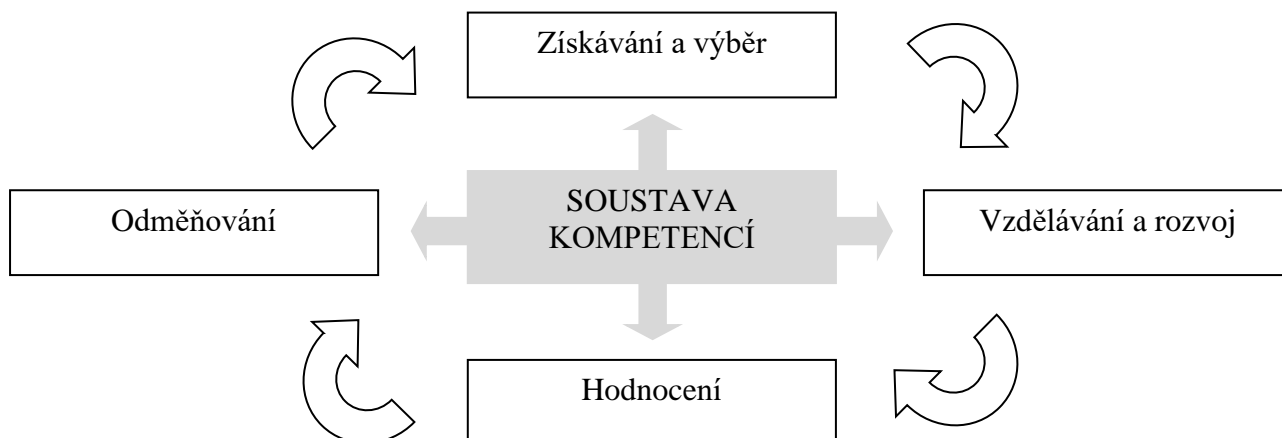 Získávání a výběr
Odměňování
SOUSTAVA
KOMPETENCÍ
Vzdělávání a rozvoj
Hodnocení